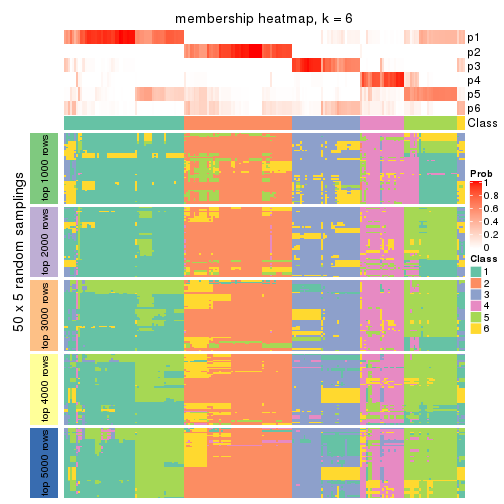 membership heatmap, k = 6
p1
p2
p3
p4
p5
p6
Class
50 x 5 random samplings
top 1000 rows
top 2000 rows
top 3000 rows
top 4000 rows
top 5000 rows
Prob
1
0.8
0.6
0.4
0.2
0
Class
1
2
3
4
5
6